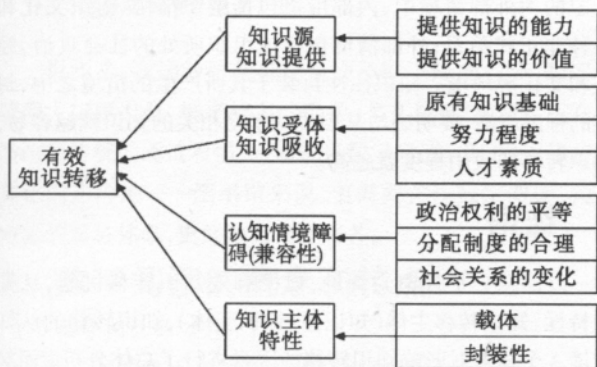 提供知识的能力
知识源
知识提供
提供知识的价值
原有知识基础
知识受体
知识吸收
努力程度
人才素质
有效
知识转移
政治权利的平等
认知情境障
碍(兼容性)
分配制度的合理
社会关系的变化
知识主体
特性
载体
封装性